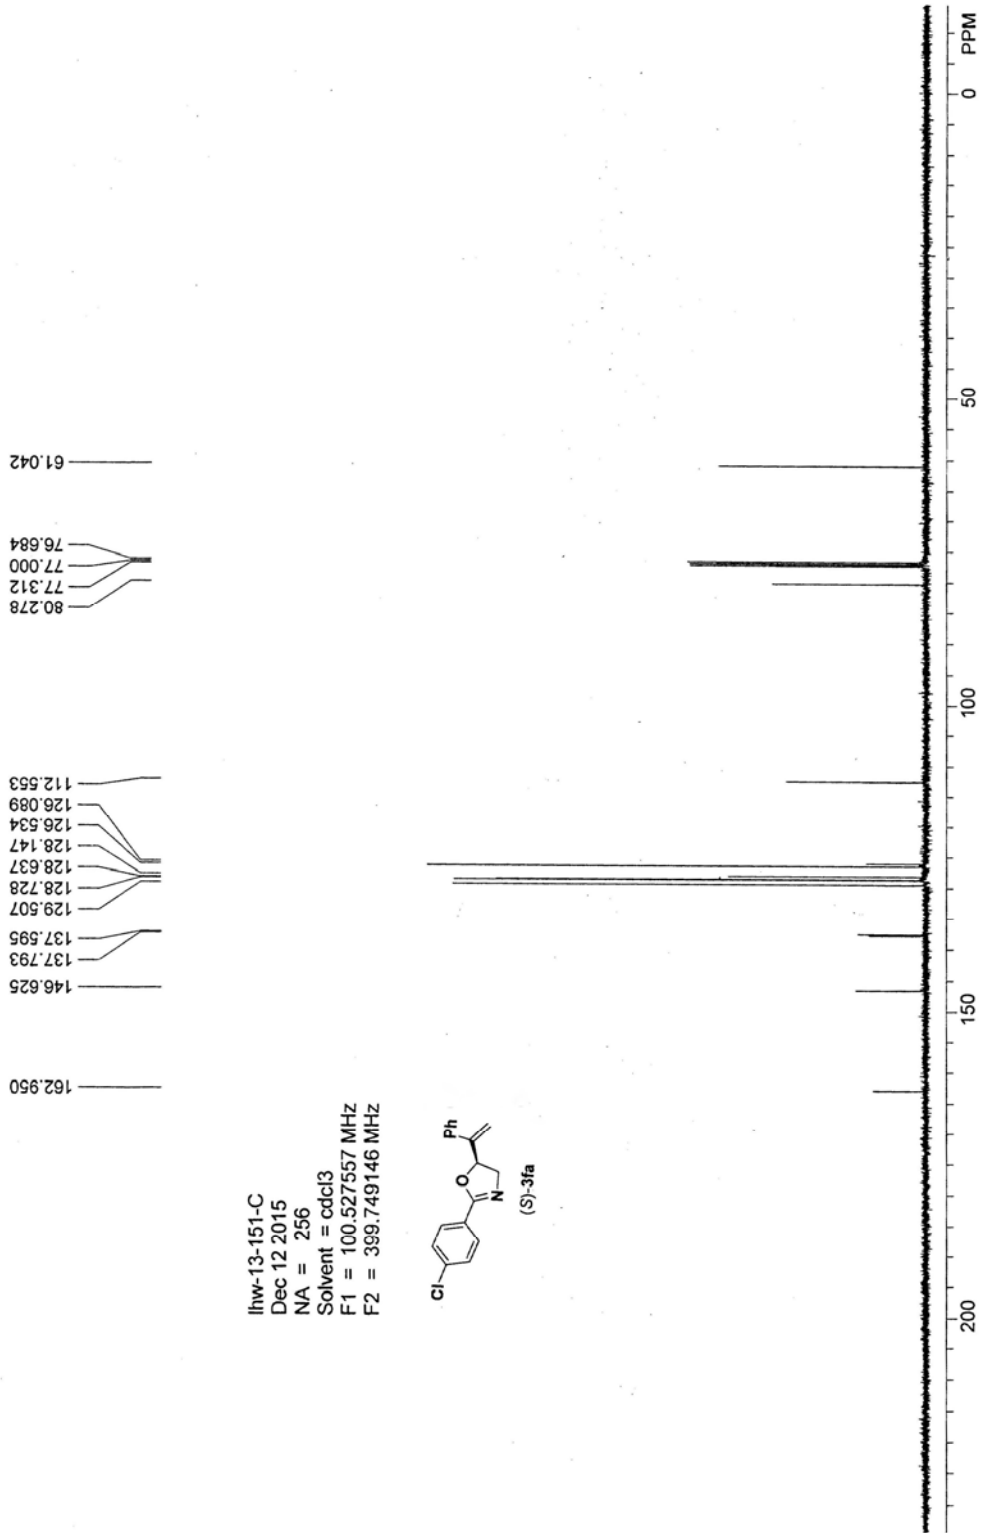 162.950
146.625
137.793
137.595
129.507
128.728
128.637
128.147
126.534
126.089
112.553
80.278
77.312
77.000
76.684
61.042
lhw-13-151-C
Dec 12 2015
NA = 256
Solvent = cdcl3
F1 = 100.527557 MHz
F2 = 399.749146 MHz
Cl
O
N
Ph
(S)-3fa
200
150
100
50
0
PPM